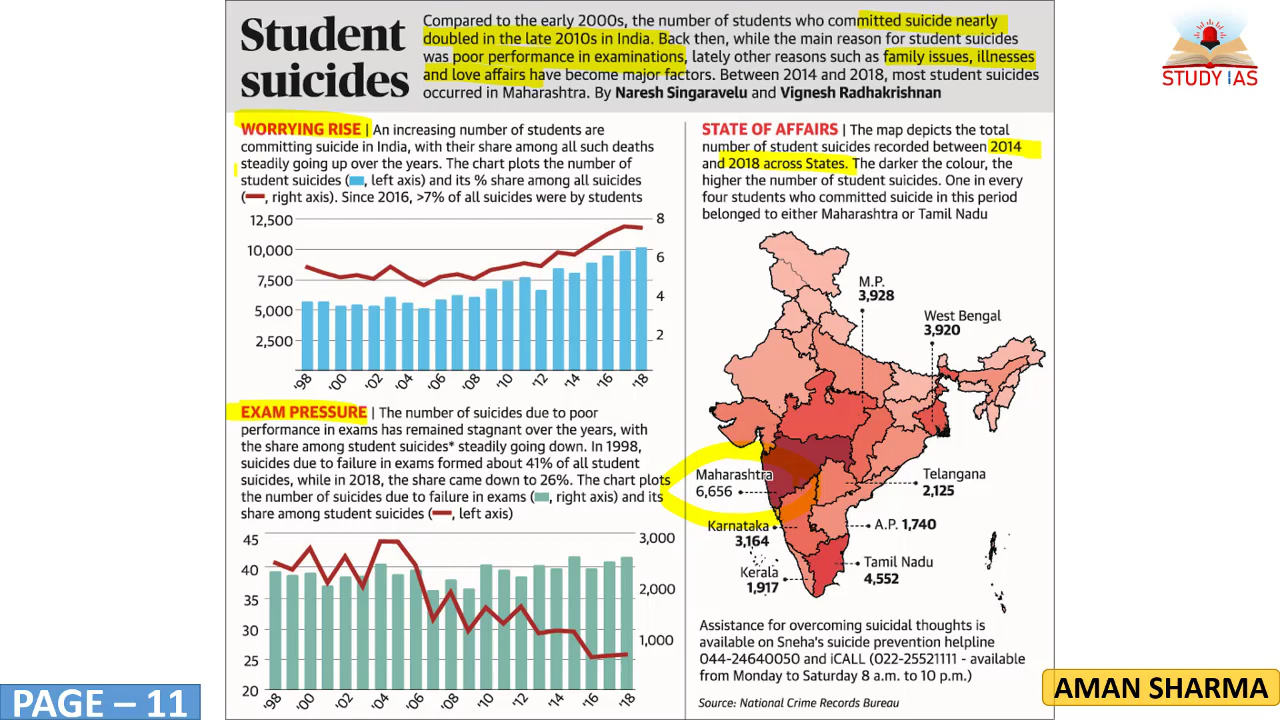 Student
suicides
Compared to the early 2000s, the number of students who committed suicide nearly
doubled in the late 2010s in India. Back then, while the main reason for student suicides
was poor performance in examinations, lately other reasons such as family issues, illnesses
and love affairs have become major factors. Between 2014 and 2018, most student suicides
occurred in Maharashtra. By Naresh Singaravelu and Vignesh Radhakrishnan
STUDY IAS
WORRYING RISE | An increasing number of students are
committing suicide in India, with their share among all such deaths
steadily going up over the years. The chart plots the number of
student suicides ( , left axis) and its % share among all suicides
( , right axis). Since 2016, >7% of all suicides were by students
12,500
10,000
7,500
5,000
2,500
8
6
4
2
'98
'00
'02
'04
'06
'08
'10
'12
'14
'16
'18
EXAM PRESSURE | The number of suicides due to poor
performance in exams has remained stagnant over the years, with
the share among student suicides* steadily going down. In 1998,
suicides due to failure in exams formed about 41% of all student
suicides, while in 2018, the share came down to 26%. The chart plots
the number of suicides due to failure in exams ( , right axis) and its
share among student suicides ( , left axis)
45
40
35
30
25
20
3,000
2,000
1,000
'98
'00
'02
'04
'06
'08
'10
'12
'14
'16
'18
STATE OF AFFAIRS | The map depicts the total
number of student suicides recorded between 2014
and 2018 across States. The darker the colour, the
higher the number of student suicides. One in every
four students who committed suicide in this period
belonged to either Maharashtra or Tamil Nadu
M.P.
3,928
West Bengal
3,920
Maharashtra
6,656
Telangana
2,125
Karnataka
3,164
A.P. 1,740
Kerala
1,917
Tamil Nadu
4,552
Assistance for overcoming suicidal thoughts is
available on Sneha's suicide prevention helpline
044-24640050 and iCALL (022-25521111 - available
from Monday to Saturday 8 a.m. to 10 p.m.)
Source: National Crime Records Bureau
PAGE – 11
AMAN SHARMA